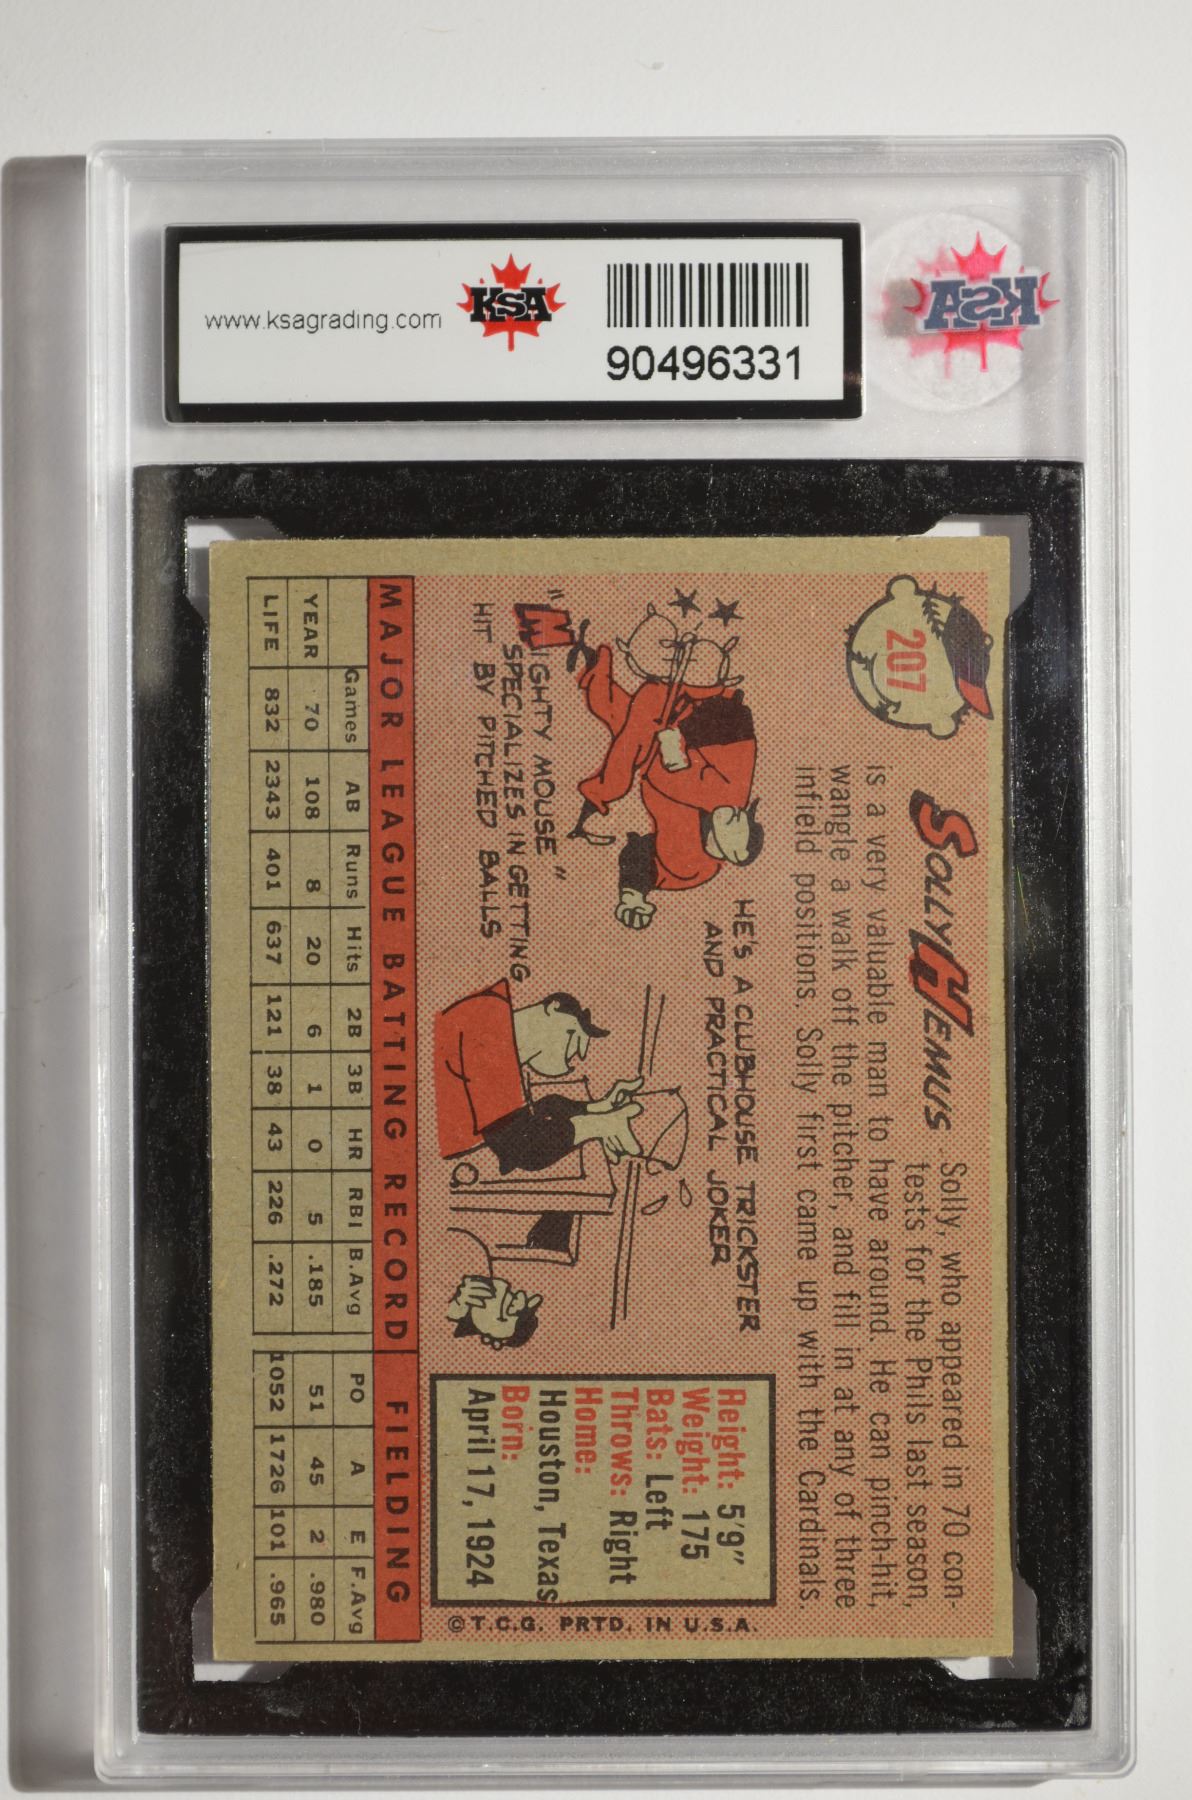 www.ksagrading.com
KSA
90496331
KSA
207
SOLLY HEMUS
Solly, who appeared in 70 con-
tests for the Phils last season,
is a very valuable man to have around. He can pinch-hit,
wangle a walk off the pitcher, and fill in at any of three
infield positions. Solly first came up with the Cardinals.
HE'S A CLUBHOUSE TRICKSTER
AND PRACTICAL JOKER
M
"MIGHTY MOUSE"
SPECIALIZES IN GETTING
HIT BY PITCHED BALLS
Height: 5'9"
Weight: 175
Bats: Left
Throws: Right
Home:
Houston, Texas
Born:
April 17, 1924
© T.C.G. PRTD. IN U.S.A.
MAJOR LEAGUE BATTING RECORD FIELDING
Games AB Runs Hits 2B 3B HR RBI B.Avg PO A E F.Avg
YEAR 70 108 8 20 6 1 0 5 .185 51 45 2 .980
LIFE 832 2343 401 637 121 38 43 226 .272 1052 1726 101 .965